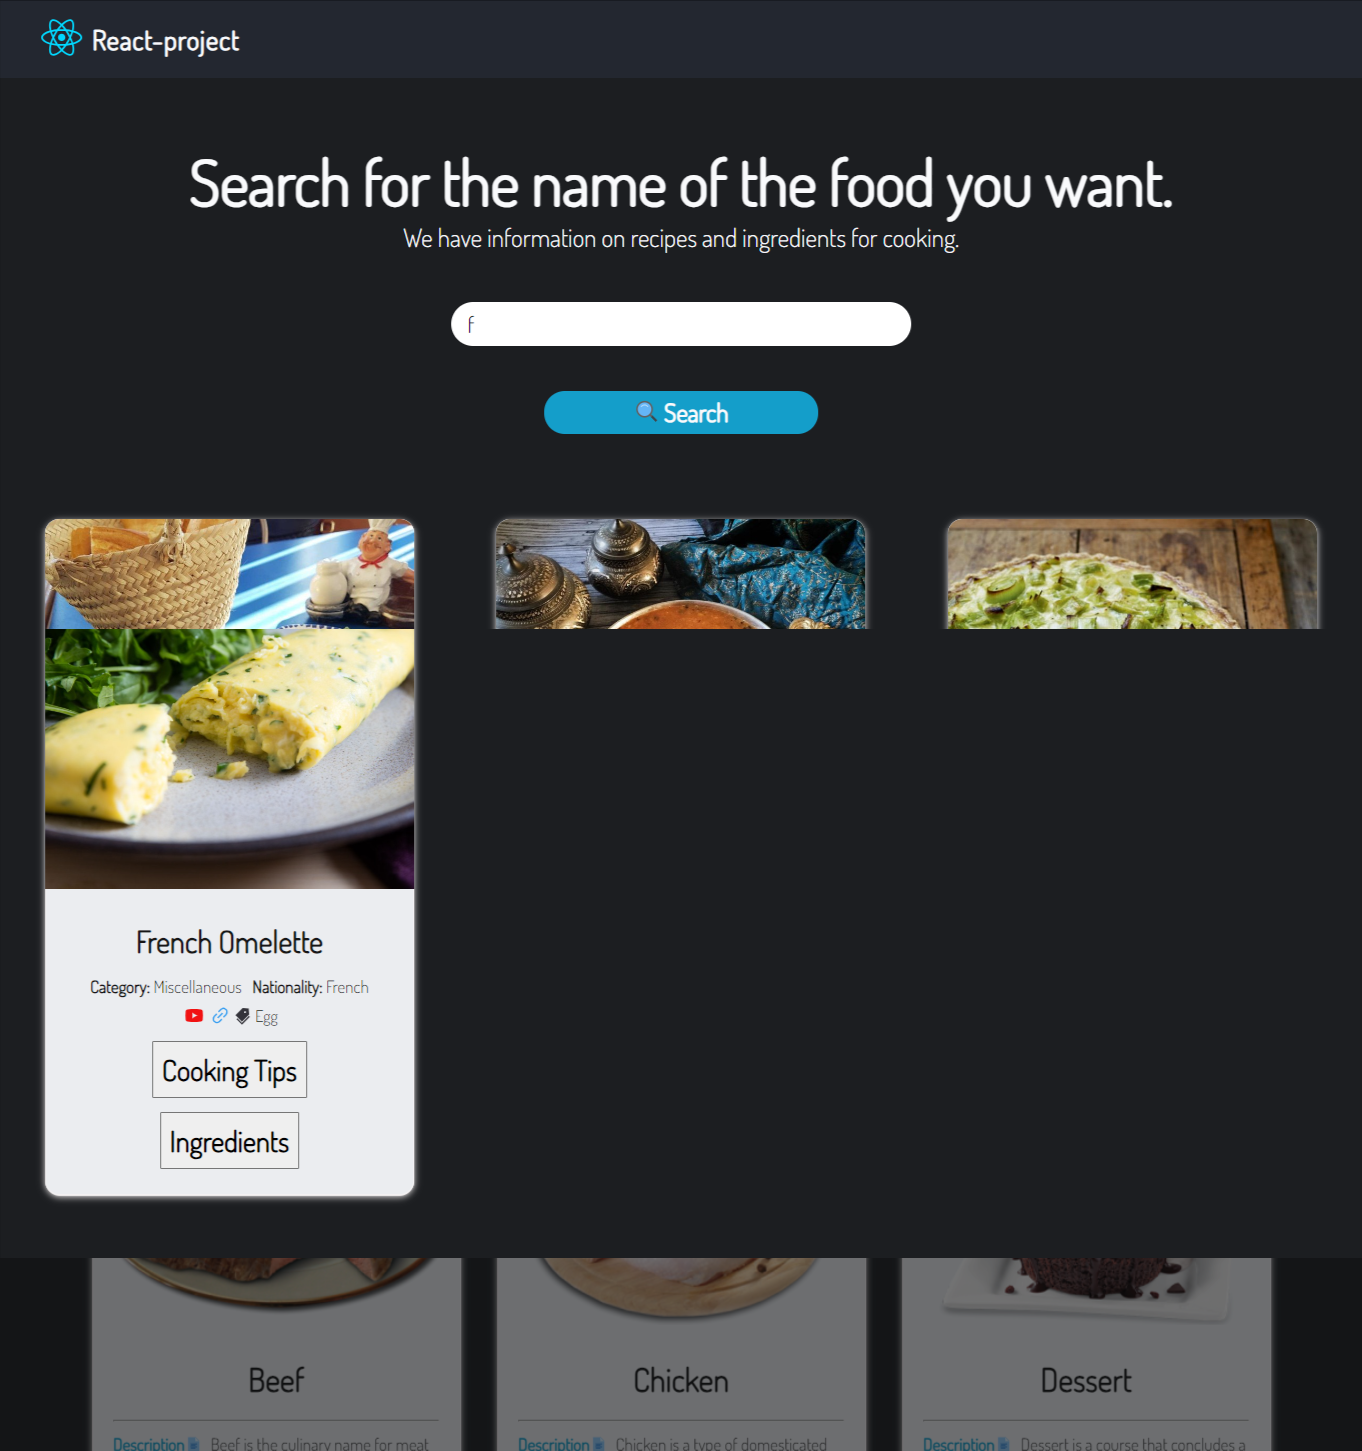 React-project
Search for the name of the food you want.
We have information on recipes and ingredients for cooking.
f
Search
French Omelette
Category: Miscellaneous Nationality: French
Egg
Cooking Tips
Ingredients
Beef
Chicken
Dessert
Description Beef is the culinary name for meat
Description Chicken is a type of domesticated
Description Dessert is a course that concludes a